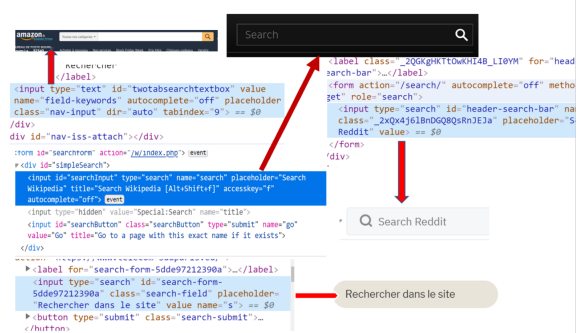 amazon
Search
Rechercher
</label>
<input type="text" id="twotabsearchtextbox" value
name="field-keywords" autocomplete="off" placeholder
class="nav-input" dir="auto" tabindex="9"> == $0
/div>
div id="nav-iss-attach"></div>
<label class="_2QGKgHKTtOwKHI4B_LI0YM" for="head
earch-bar">…</label>
<form action="/search/" autocomplete="off" metho
get" role="search">
<input type="search" id="header-search-bar" nam
class="_2xQx4j6lBnDGQ8QsRnJEJa" placeholder="Se
Reddit" value> == $0
</form>
/div>
form id="searchform" action="/w/index.php"> event
<div id="simpleSearch">
<input id="searchInput" type="search" name="search" placeholder="Search
Wikipedia" title="Search Wikipedia [Alt+Shift+f]" accesskey="f"
autocomplete="off"> event
<input type="hidden" value="Special:Search" name="title">
<input id="searchButton" class="searchButton" type="submit" name="go"
value="Go" title="Go to a page with this exact name if it exists">
</div>
Search Reddit
<label for="search-form-5dde97212390a">…</label>
<input type="search" id="search-form-
5dde97212390a" class="search-field" placeholder=
"Rechercher dans le site" value name="s"> == $0
<button type="submit" class="search-submit">…
</button>
Rechercher dans le site